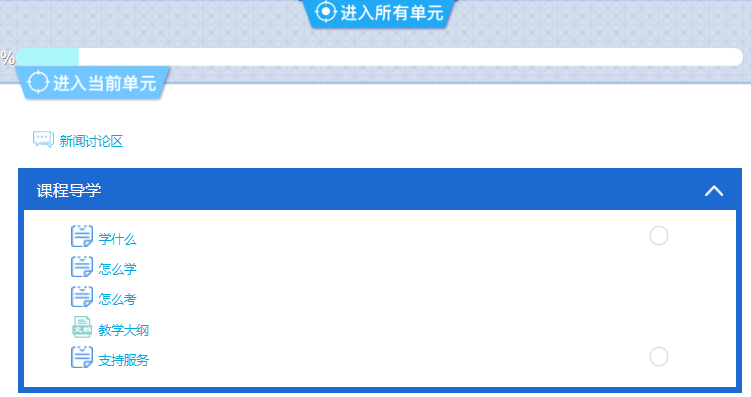 进入所有单元
%
进入当前单元
新闻讨论区
课程导学
学什么
怎么学
怎么考
文档
教学大纲
支持服务